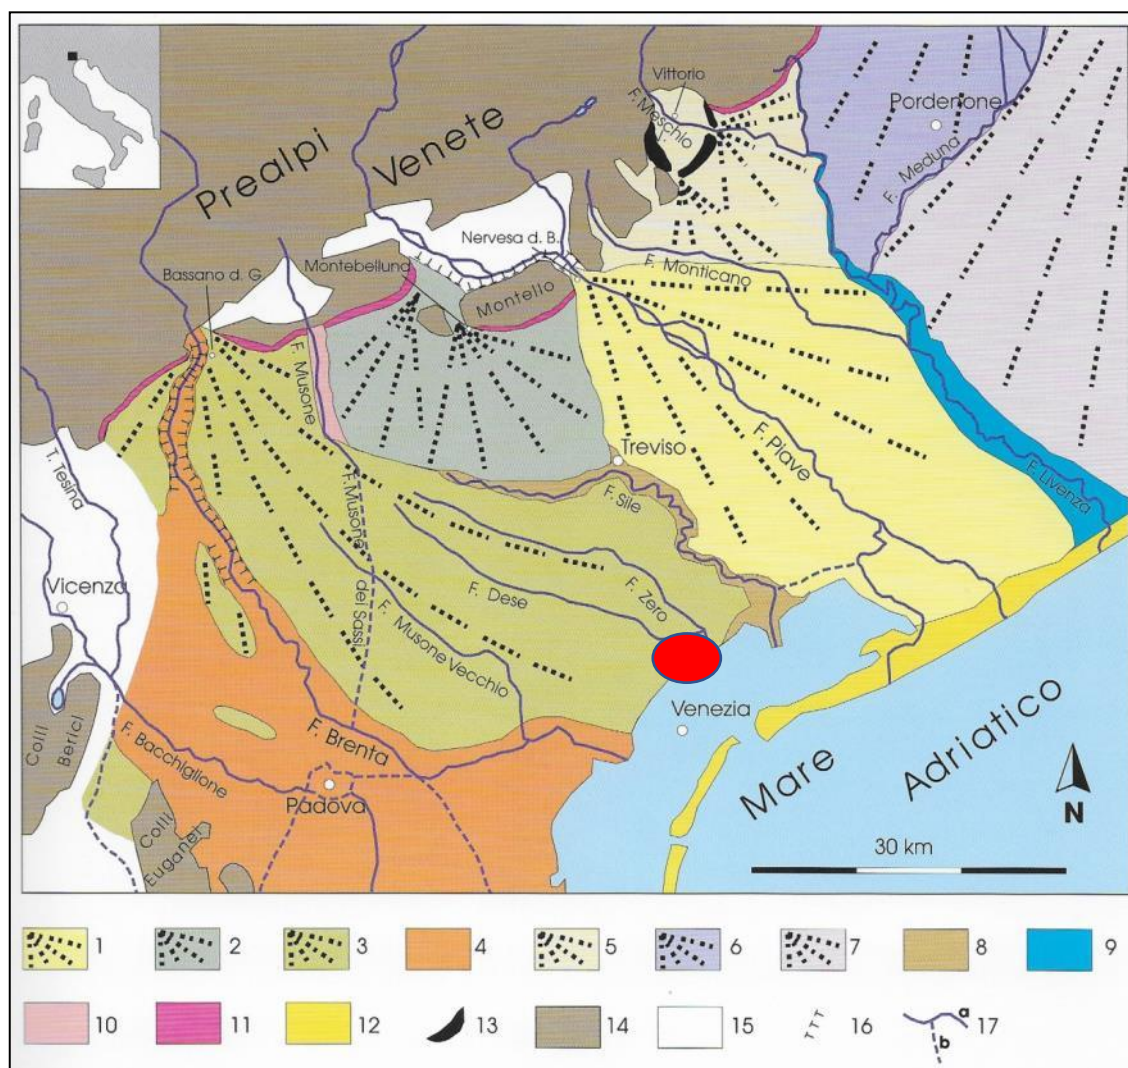 Vittorio
F. Meschio
Pordenone
F. Meduna
Prealpi
Venete
Nervesa d. B.
Montebelluna
Bassano d. G.
Montello
F. Monticano
F. Musone
T. Tesina
Treviso
F. Piave
F. Livenza
F. Sile
F. Musone
dei Sassi
Vicenza
F. Zero
F. Dese
F. Musone Vecchio
Colli
Berici
F. Brenta
F. Bacchiglione
Padova
Colli
Euganei
Venezia
Mare
Adriatico
N
30 km
1
2
3
4
5
6
7
8
9
10
11
12
13
14
15
16
a
b
17